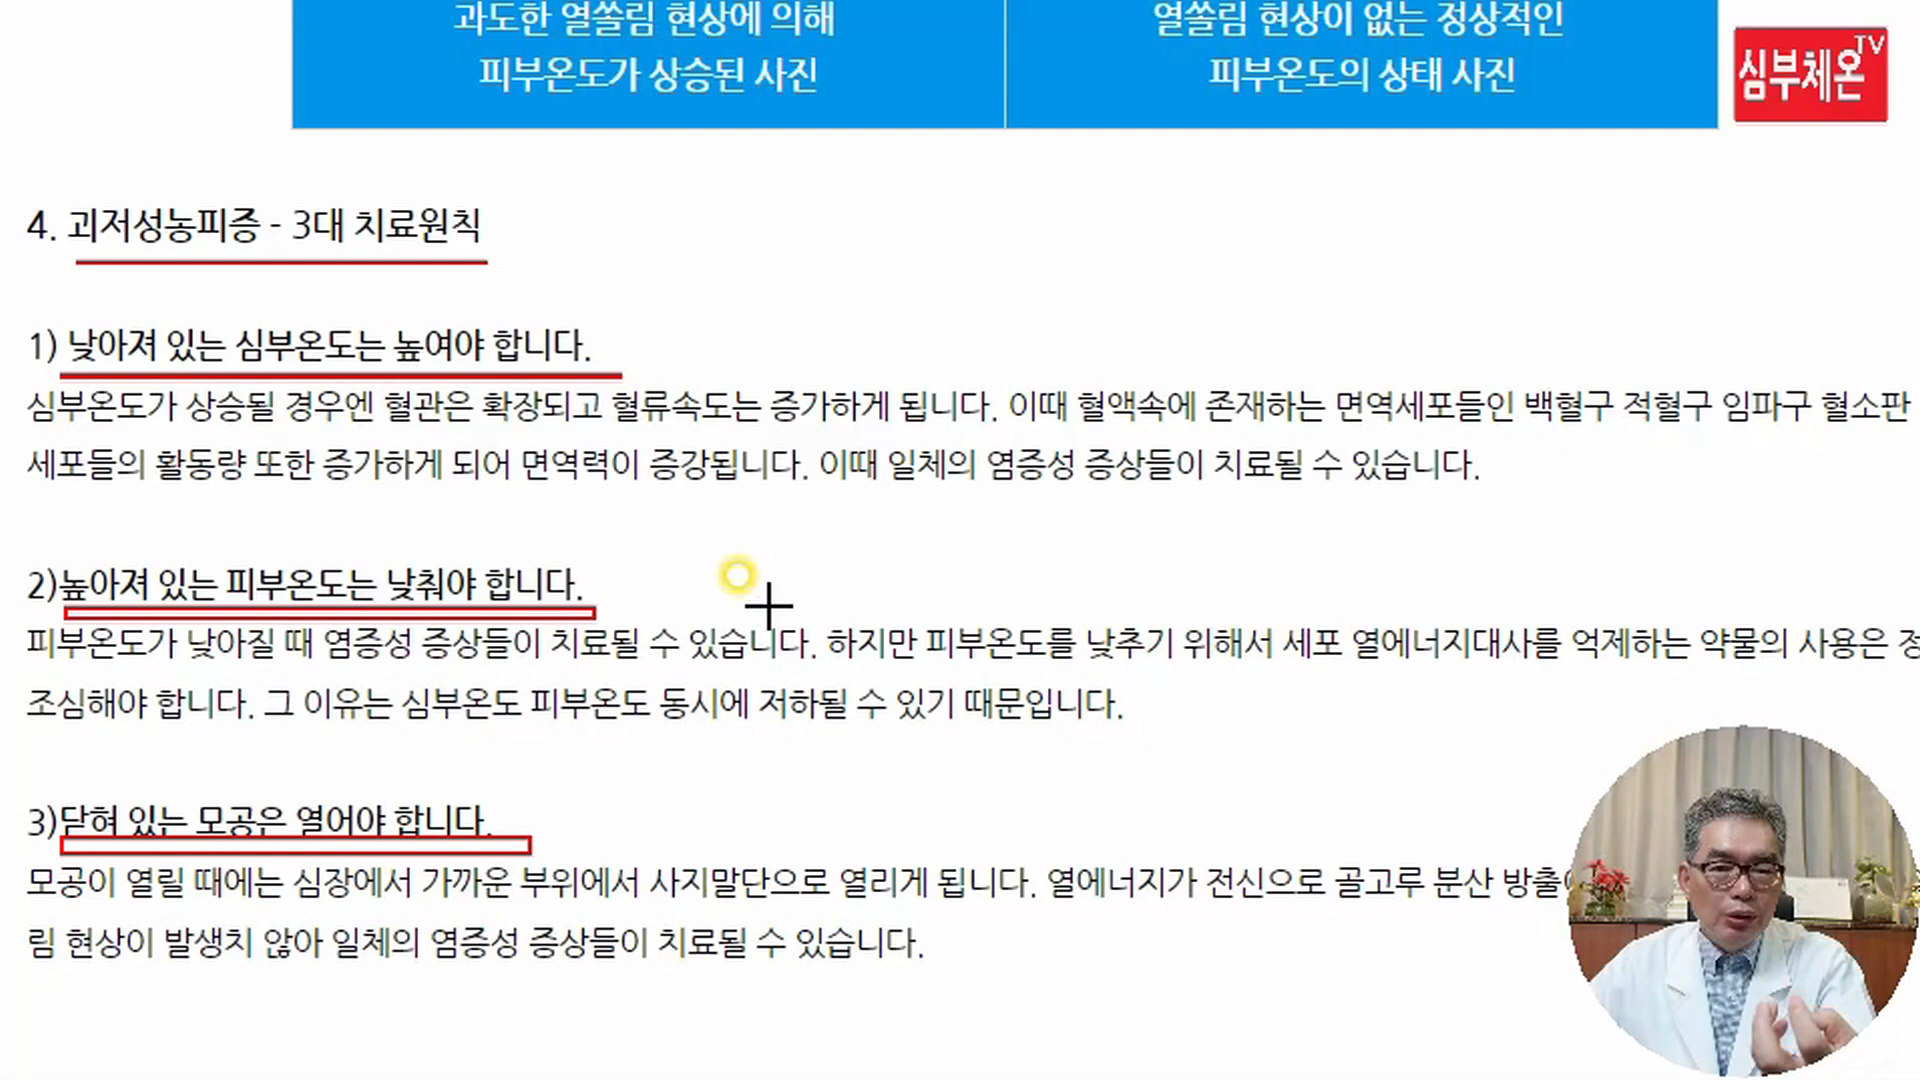 과도한 열쏠림 현상에 의해
피부온도가 상승된 사진
열쏠림 현상이 없는 정상적인
피부온도의 상태 사진
심부체온TV
4. 괴저성농피증 - 3대 치료원칙
1) 낮아져 있는 심부온도는 높여야 합니다.
심부온도가 상승될 경우엔 혈관은 확장되고 혈류속도는 증가하게 됩니다. 이때 혈액속에 존재하는 면역세포들인 백혈구 적혈구 임파구 혈소판
세포들의 활동량 또한 증가하게 되어 면역력이 증강됩니다. 이때 일체의 염증성 증상들이 치료될 수 있습니다.
2)높아져 있는 피부온도는 낮춰야 합니다.
피부온도가 낮아질 때 염증성 증상들이 치료될 수 있습니다. 하지만 피부온도를 낮추기 위해서 세포 열에너지대사를 억제하는 약물의 사용은 정
조심해야 합니다. 그 이유는 심부온도 피부온도 동시에 저하될 수 있기 때문입니다.
3)닫혀 있는 모공은 열어야 합니다.
모공이 열릴 때에는 심장에서 가까운 부위에서 사지말단으로 열리게 됩니다. 열에너지가 전신으로 골고루 분산 방출
림 현상이 발생치 않아 일체의 염증성 증상들이 치료될 수 있습니다.